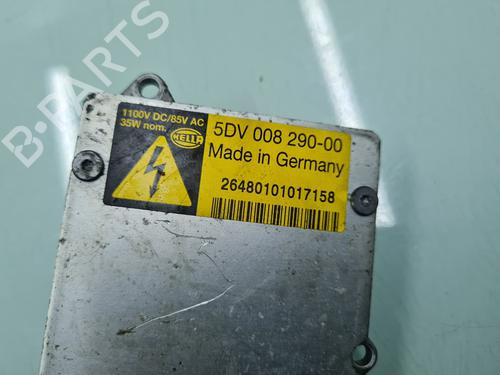 B-PARTS
1100V DC/85V AC
35W nom.
HELLA
5DV 008 290-00
Made in Germany
26480101017158